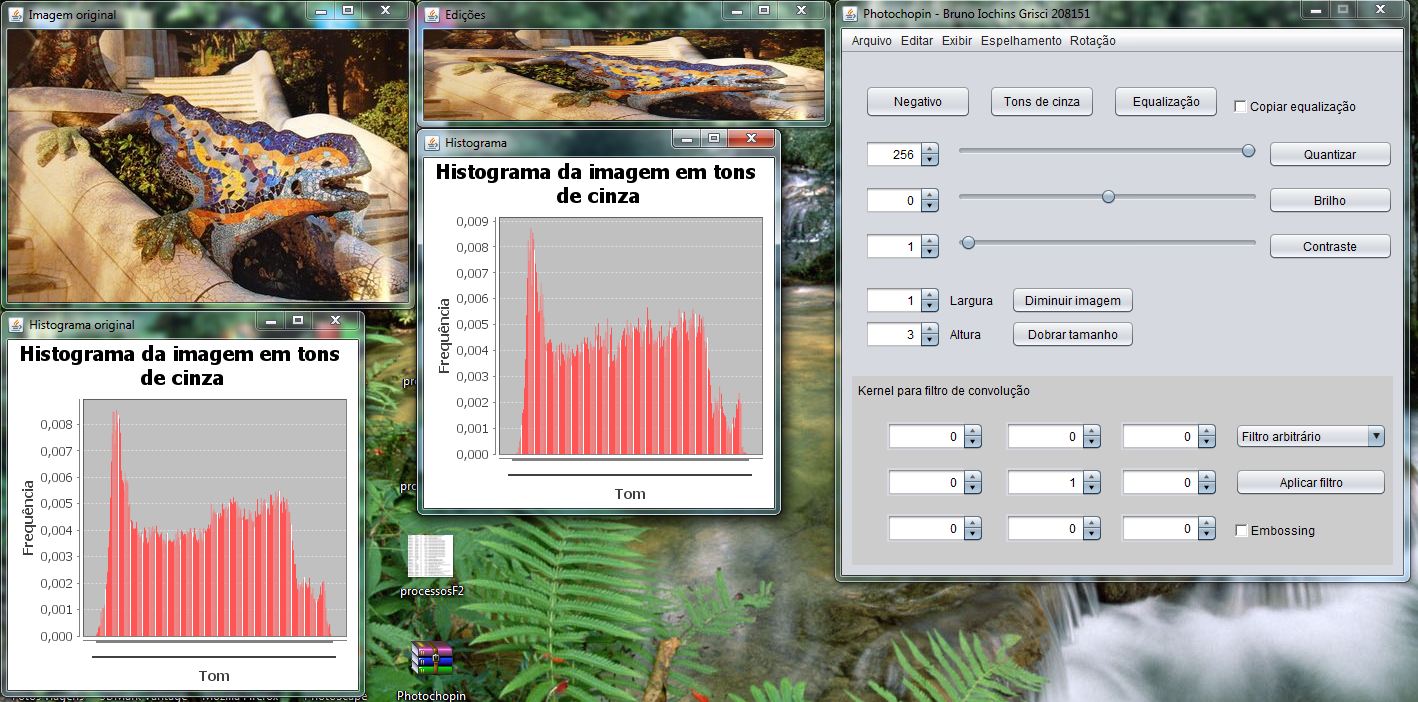 Imagem original
Histograma original
Histograma da imagem em tons
de cinza
Frequência
0,008
0,007
0,006
0,005
0,004
0,003
0,002
0,001
0,000
Tom
Edições
Histograma
Histograma da imagem em tons
de cinza
Frequência
0,009
0,008
0,007
0,006
0,005
0,004
0,003
0,002
0,001
0,000
Tom
processosF2
Photochopin
Photochopin - Bruno Iochins Grisci 208151
Arquivo Editar Exibir Espelhamento Rotação
Negativo Tons de cinza Equalização Copiar equalização
256 Quantizar
0 Brilho
1 Contraste
1 Largura Diminuir imagem
3 Altura Dobrar tamanho
Kernel para filtro de convolução
0 0 0 Filtro arbitrário
0 1 0 Aplicar filtro
0 0 0 Embossing